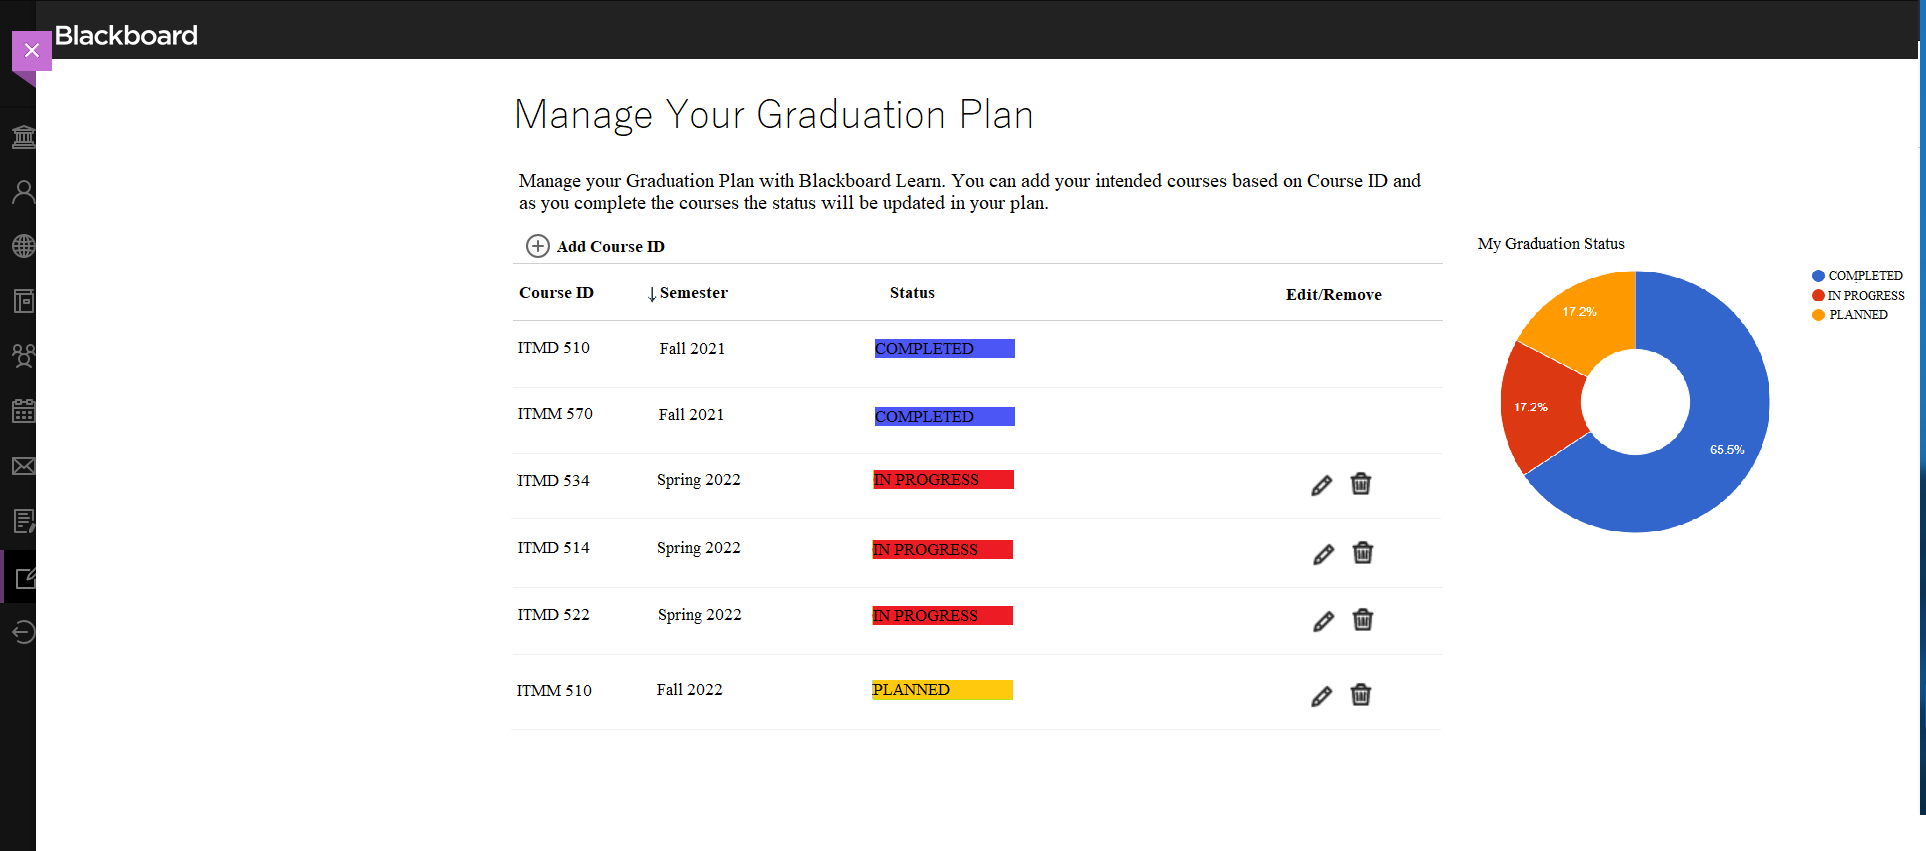 Blackboard
Manage Your Graduation Plan
Manage your Graduation Plan with Blackboard Learn. You can add your intended courses based on Course ID and
as you complete the courses the status will be updated in your plan.
Add Course ID
Course ID ↓ Semester Status Edit/Remove
ITMD 510 Fall 2021 COMPLETED
ITMM 570 Fall 2021 COMPLETED
ITMD 534 Spring 2022 IN PROGRESS
ITMD 514 Spring 2022 IN PROGRESS
ITMD 522 Spring 2022 IN PROGRESS
ITMM 510 Fall 2022 PLANNED
My Graduation Status
COMPLETED
IN PROGRESS
PLANNED
17.2%
17.2%
65.5%